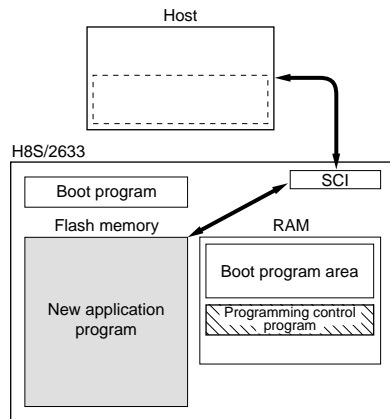 Host
H8S/2633
SCI
Boot program
Flash memory
RAM
Boot program area
New application
program
Programming control
program